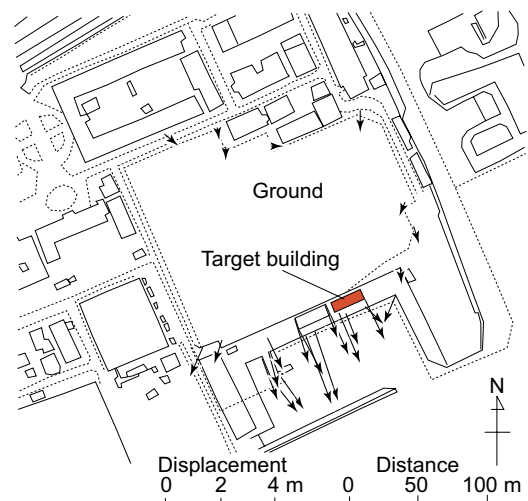 Ground
Target building
N
Displacement Distance
0 2 4 m 0 50 100 m